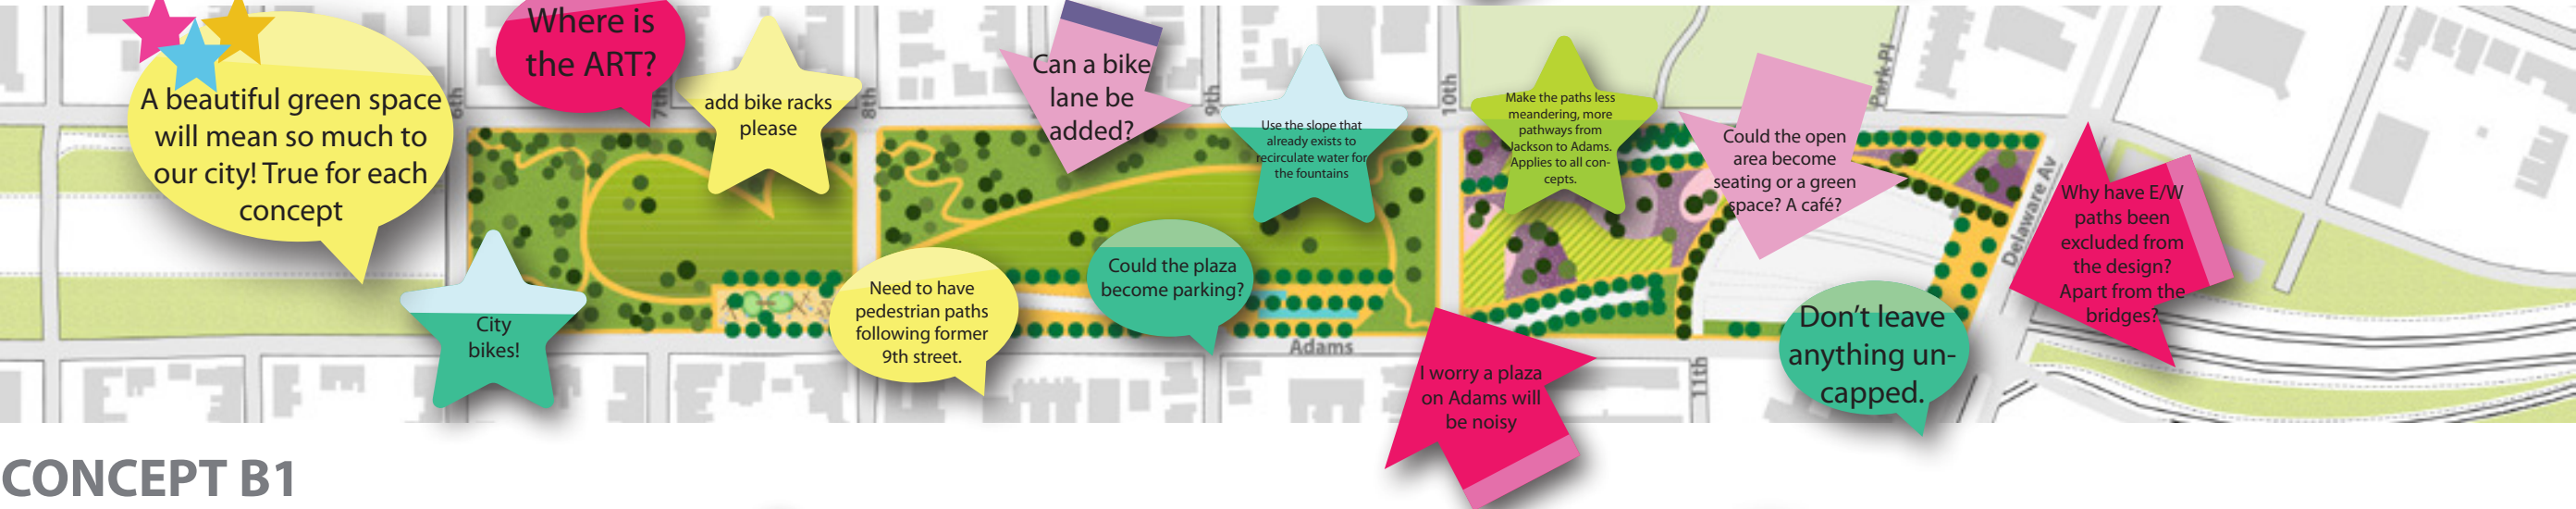 Where is
the ART?
A beautiful green space
will mean so much to
our city! True for each
concept
add bike racks
please
Can a bike
lane be
added?
Use the slope that
already exists to
recirculate water for
the fountains
Make the paths less
meandering, more
pathways from
Jackson to Adams.
Applies to all con-
cepts.
Could the open
area become
seating or a green
space? A café?
Why have E/W
paths been
excluded from
the design?
Apart from the
bridges?
City
bikes!
Need to have
pedestrian paths
following former
9th street.
Could the plaza
become parking?
I worry a plaza
on Adams will
be noisy
Don't leave
anything un-
capped.
6th
7th
8th
9th
10th
Park Pl
Delaware Av
Adams
11th
CONCEPT B1